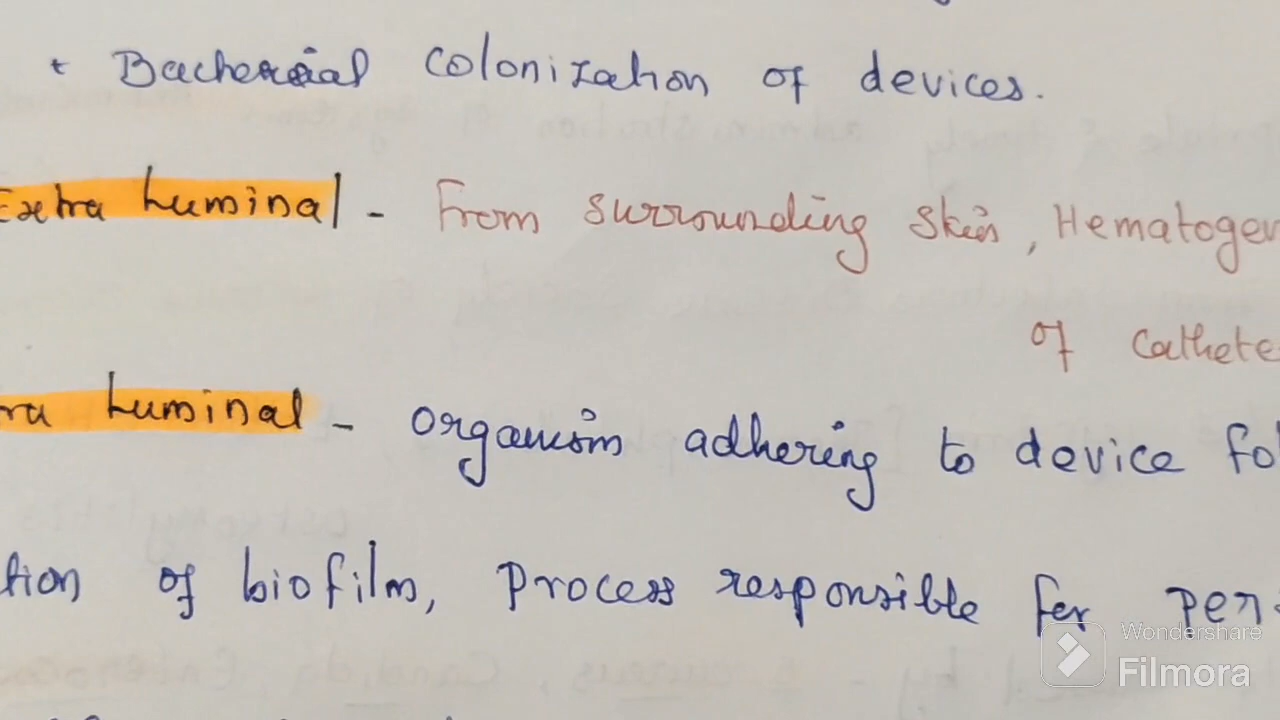 * Bacterial colonization of devices.
Extra Luminal - From surrounding skin, Hematogen
of Cathete
ra Luminal - organism adhering to device fol
tion of biofilm, process responsible for per
Wondershare
Filmora